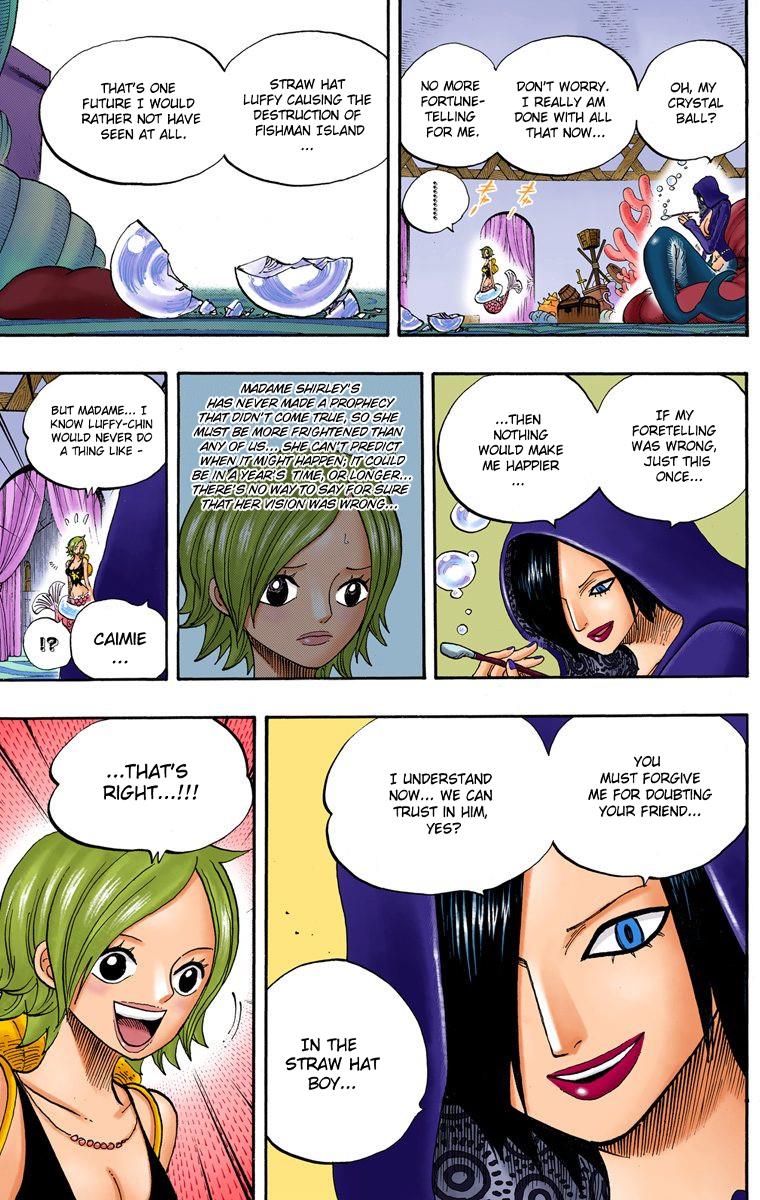 OH, MY
CRYSTAL
BALL?
DON'T WORRY.
I REALLY AM
DONE WITH ALL
THAT NOW...
NO MORE
FORTUNE-
TELLING
FOR ME.
STRAW HAT
LUFFY CAUSING THE
DESTRUCTION OF
FISHMAN ISLAND
...
THAT'S ONE
FUTURE I WOULD
RATHER NOT HAVE
SEEN AT ALL.
IF MY
FORETELLING
WAS WRONG,
JUST THIS
ONCE...
...THEN
NOTHING
WOULD MAKE
ME HAPPIER
...
MADAME SHIRLEY'S
HAS NEVER MADE A PROPHECY
THAT DIDN'T COME TRUE, SO SHE
MUST BE MORE FRIGHTENED THAN
ANY OF US... SHE CAN'T PREDICT
WHEN IT MIGHT HAPPEN; IT COULD
BE IN A YEAR'S TIME, OR LONGER...
THERE'S NO WAY TO SAY FOR SURE
THAT HER VISION WAS WRONG...
BUT MADAME... I
KNOW LUFFY-CHIN
WOULD NEVER DO
A THING LIKE -
CAIMIE
...
!?
YOU
MUST FORGIVE
ME FOR DOUBTING
YOUR FRIEND...
I UNDERSTAND
NOW... WE CAN
TRUST IN HIM,
YES?
IN THE
STRAW HAT
BOY...
...THAT'S
RIGHT...!!!